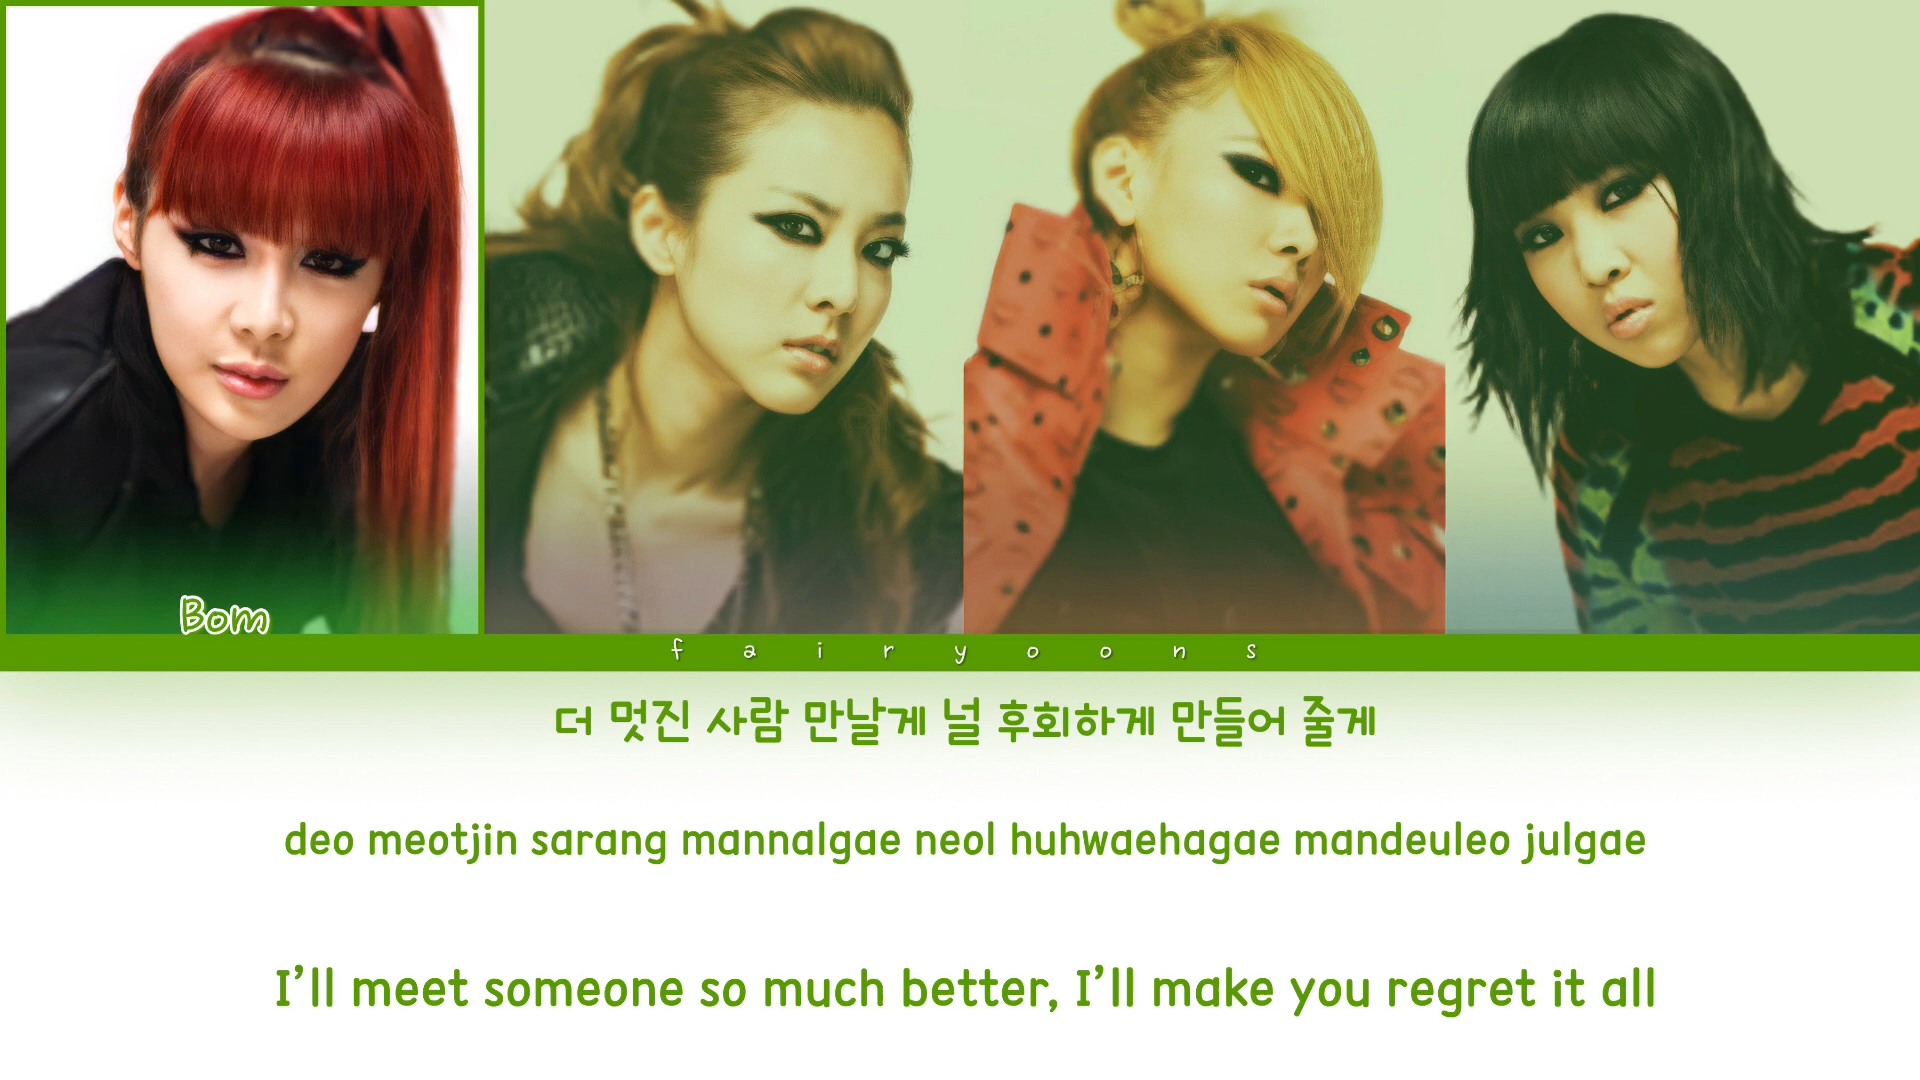 Bom
f a i r y o o n s
더 멋진 사람 만날게 널 후회하게 만들어 줄게
deo meotjin sarang mannalgae neol huhwaehagae mandeuleo julgae
I’ll meet someone so much better, I’ll make you regret it all